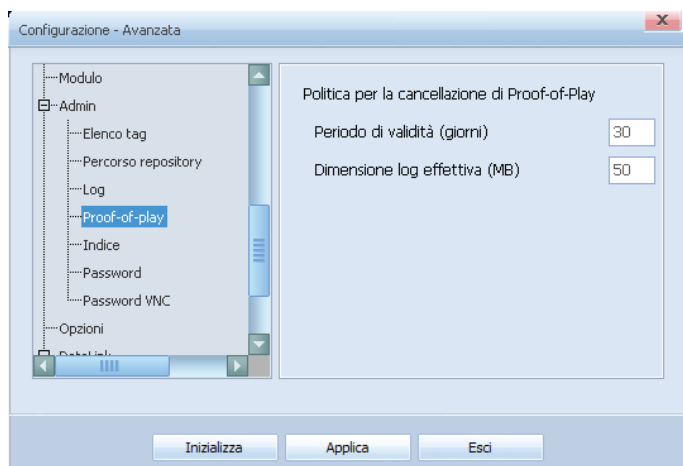 Configurazione - Avanzata
Modulo
Admin
Elenco tag
Percorso repository
Log
Proof-of-play
Indice
Password
Password VNC
Opzioni
Politica per la cancellazione di Proof-of-Play
Periodo di validità (giorni) 30
Dimensione log effettiva (MB) 50
Inizializza Applica Esci